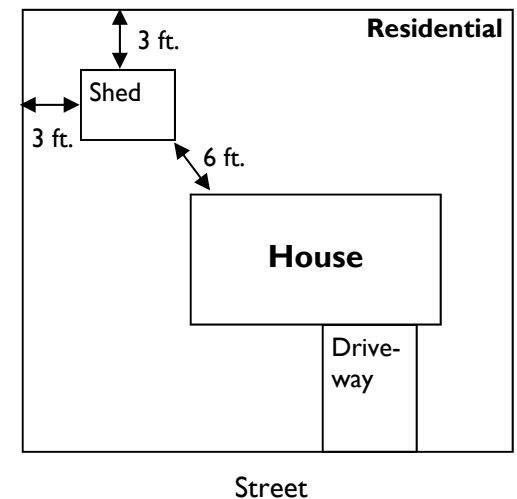 Residential
3 ft.
Shed
3 ft.
6 ft.
House
Drive-
way
Street